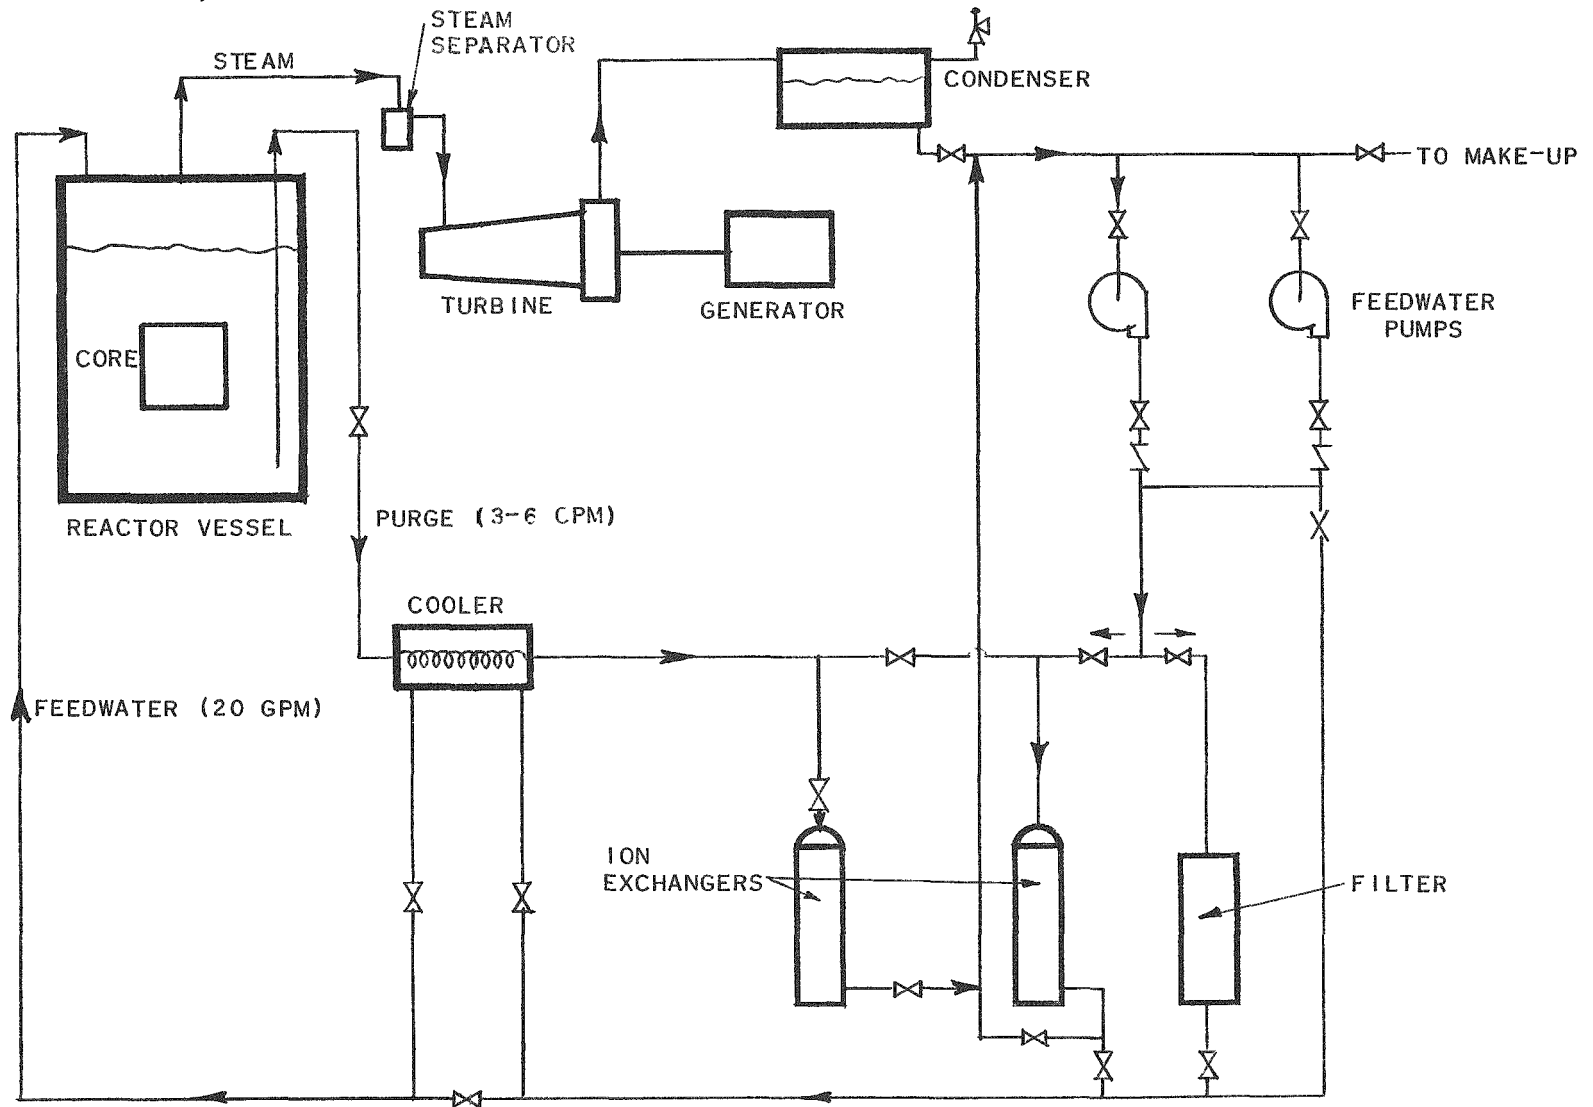 STEAM
SEPARATOR
STEAM
CONDENSER
TO MAKE-UP
TURBINE
GENERATOR
FEEDWATER
PUMPS
CORE
REACTOR VESSEL
PURGE (3-6 CPM)
COOLER
FEEDWATER (20 GPM)
ION
EXCHANGERS
FILTER